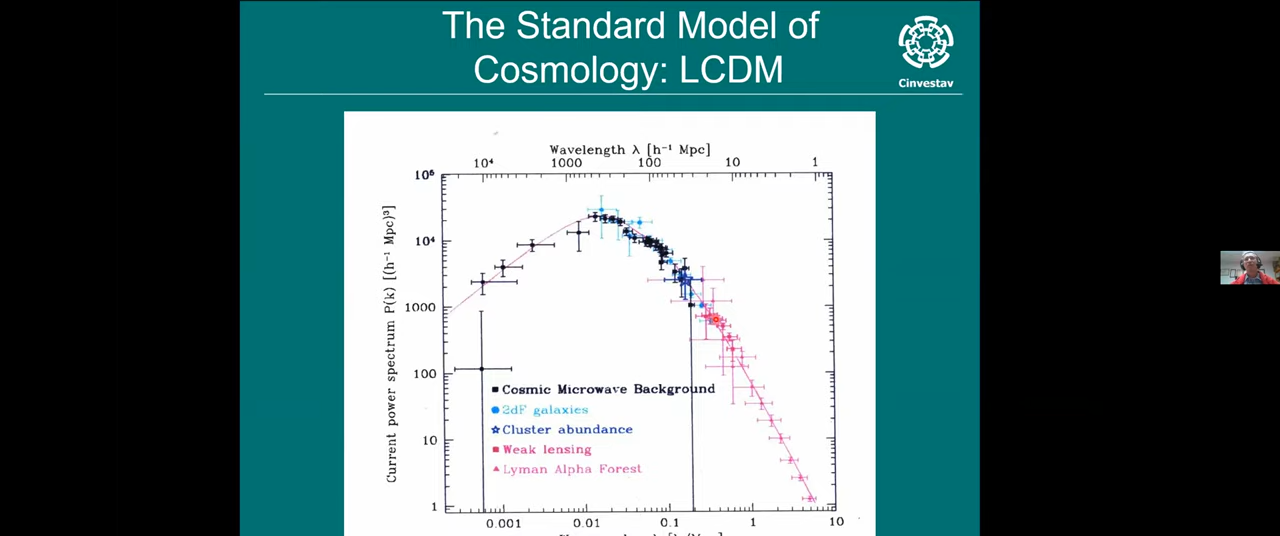 The Standard Model of
Cosmology: LCDM
Cinvestav
Wavelength λ [h⁻¹ Mpc]
10⁴ 1000 100 10 1
10⁶
10⁴
1000
100
10
1
Current power spectrum P(k) [(h⁻¹ Mpc)³]
Cosmic Microwave Background
2dF galaxies
Cluster abundance
Weak lensing
Lyman Alpha Forest
0.001 0.01 0.1 1 10